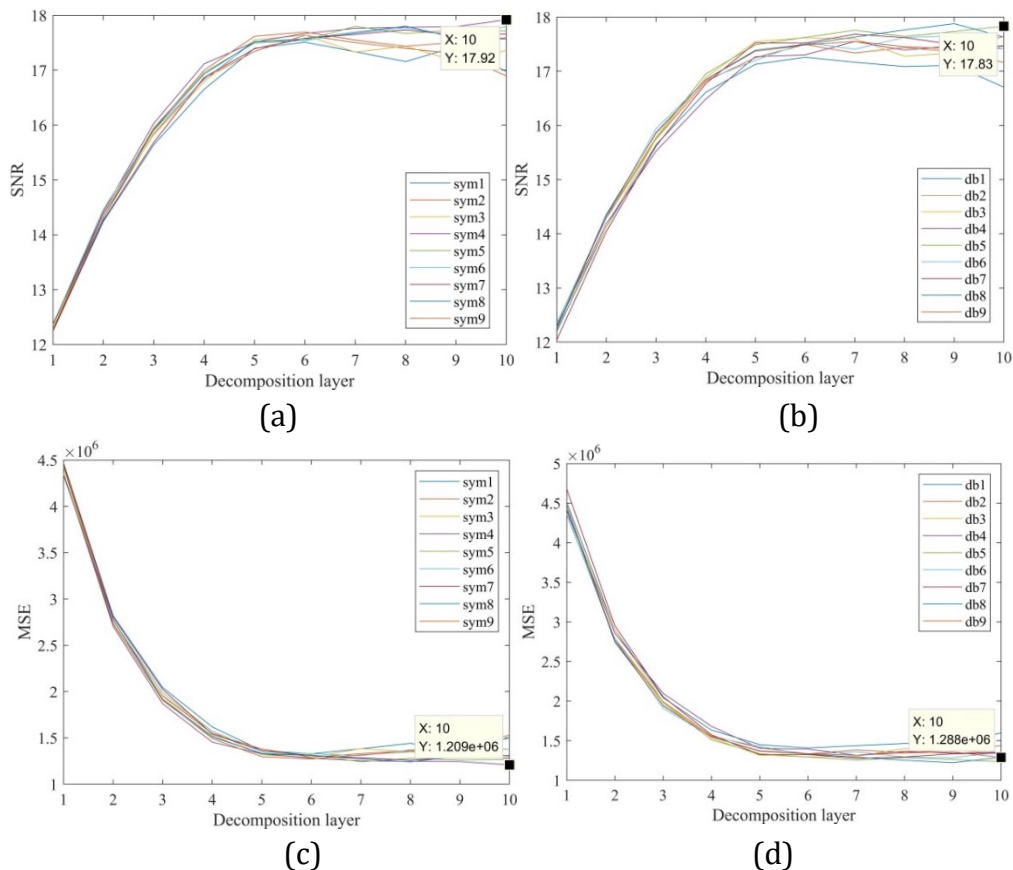 18
17
16
15
14
13
12
SNR
X: 10
Y: 17.92
sym1
sym2
sym3
sym4
sym5
sym6
sym7
sym8
sym9
1 2 3 4 5 6 7 8 9 10
Decomposition layer
(a)
18
17
16
15
14
13
12
SNR
X: 10
Y: 17.83
db1
db2
db3
db4
db5
db6
db7
db8
db9
1 2 3 4 5 6 7 8 9 10
Decomposition layer
(b)
×10⁶
4.5
4
3.5
3
2.5
2
1.5
1
MSE
sym1
sym2
sym3
sym4
sym5
sym6
sym7
sym8
sym9
X: 10
Y: 1.209e+06
1 2 3 4 5 6 7 8 9 10
Decomposition layer
(c)
×10⁶
5
4.5
4
3.5
3
2.5
2
1.5
1
MSE
db1
db2
db3
db4
db5
db6
db7
db8
db9
X: 10
Y: 1.288e+06
1 2 3 4 5 6 7 8 9 10
Decomposition layer
(d)